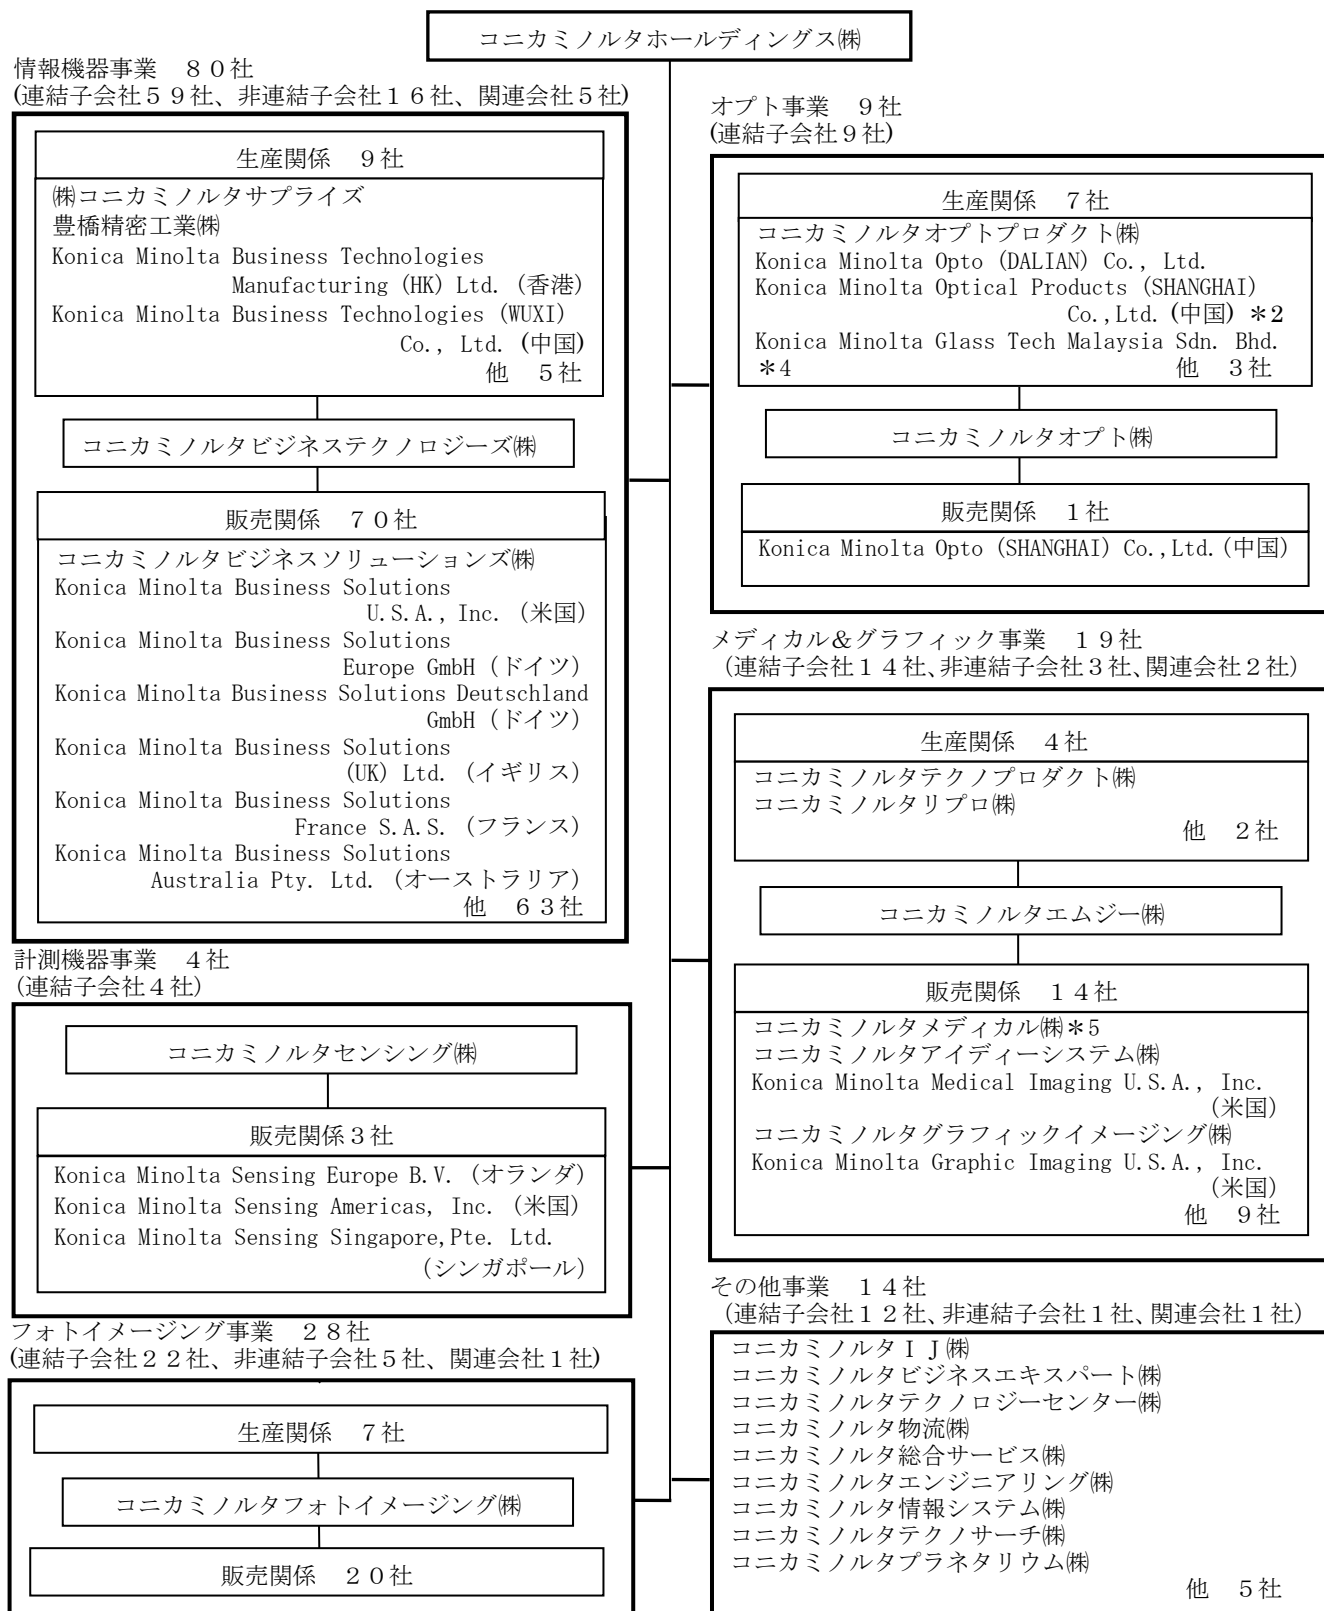 コニカミノルタホールディングス㈱
情報機器事業　８０社
(連結子会社５９社、非連結子会社１６社、関連会社５社)
生産関係　９社
㈱コニカミノルタサプライズ
豊橋精密工業㈱
Konica Minolta Business Technologies
Manufacturing (HK) Ltd. (香港)
Konica Minolta Business Technologies (WUXI)
Co., Ltd. (中国)
他　５社
コニカミノルタビジネステクノロジーズ㈱
販売関係　７０社
コニカミノルタビジネスソリューションズ㈱
Konica Minolta Business Solutions
U.S.A., Inc. (米国)
Konica Minolta Business Solutions
Europe GmbH (ドイツ)
Konica Minolta Business Solutions Deutschland
GmbH (ドイツ)
Konica Minolta Business Solutions
(UK) Ltd. (イギリス)
Konica Minolta Business Solutions
France S.A.S. (フランス)
Konica Minolta Business Solutions
Australia Pty. Ltd. (オーストラリア)
他　６３社
計測機器事業　４社
(連結子会社４社)
コニカミノルタセンシング㈱
販売関係３社
Konica Minolta Sensing Europe B.V. (オランダ)
Konica Minolta Sensing Americas, Inc. (米国)
Konica Minolta Sensing Singapore,Pte. Ltd.
(シンガポール)
フォトイメージング事業　２８社
(連結子会社２２社、非連結子会社５社、関連会社１社)
生産関係　７社
コニカミノルタフォトイメージング㈱
販売関係　２０社
オプト事業　９社
(連結子会社９社)
生産関係　７社
コニカミノルタオプトプロダクト㈱
Konica Minolta Opto (DALIAN) Co., Ltd.
Konica Minolta Optical Products (SHANGHAI)
Co.,Ltd. (中国) ＊2
Konica Minolta Glass Tech Malaysia Sdn. Bhd.
＊4　他　３社
コニカミノルタオプト㈱
販売関係　１社
Konica Minolta Opto (SHANGHAI) Co.,Ltd. (中国)
メディカル＆グラフィック事業　１９社
(連結子会社１４社、非連結子会社３社、関連会社２社)
生産関係　４社
コニカミノルタテクノプロダクト㈱
コニカミノルタリプロ㈱
他　２社
コニカミノルタエムジー㈱
販売関係　１４社
コニカミノルタメディカル㈱＊5
コニカミノルタアイディーシステム㈱
Konica Minolta Medical Imaging U.S.A., Inc.
(米国)
コニカミノルタグラフィックイメージング㈱
Konica Minolta Graphic Imaging U.S.A., Inc.
(米国)
他　９社
その他事業　１４社
(連結子会社１２社、非連結子会社１社、関連会社１社)
コニカミノルタＩＪ㈱
コニカミノルタビジネスエキスパート㈱
コニカミノルタテクノロジーセンター㈱
コニカミノルタ物流㈱
コニカミノルタ総合サービス㈱
コニカミノルタエンジニアリング㈱
コニカミノルタ情報システム㈱
コニカミノルタテクノサーチ㈱
コニカミノルタプラネタリウム㈱
他　５社